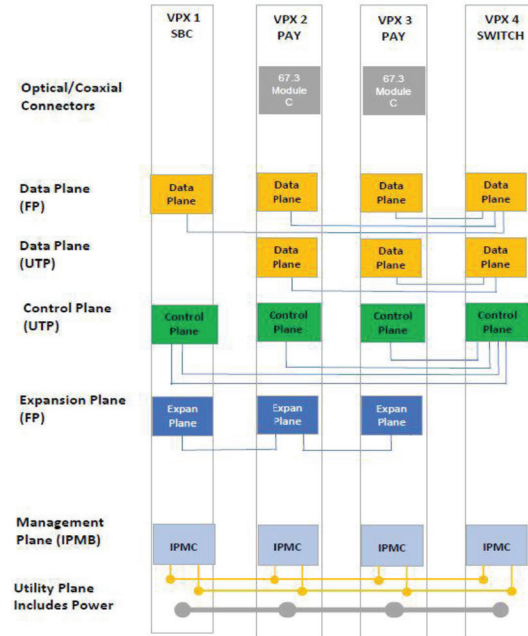 VPX 1
SBC
VPX 2
PAY
VPX 3
PAY
VPX 4
SWITCH
Optical/Coaxial
Connectors
67.3
Module
C
67.3
Module
C
Data Plane
(FP)
Data
Plane
Data
Plane
Data
Plane
Data
Plane
Data Plane
(UTP)
Data
Plane
Data
Plane
Data
Plane
Control Plane
(UTP)
Control
Plane
Control
Plane
Control
Plane
Control
Plane
Expansion Plane
(FP)
Expan
Plane
Expan
Plane
Expan
Plane
Management
Plane (IPMB)
IPMC
IPMC
IPMC
IPMC
Utility Plane
Includes Power